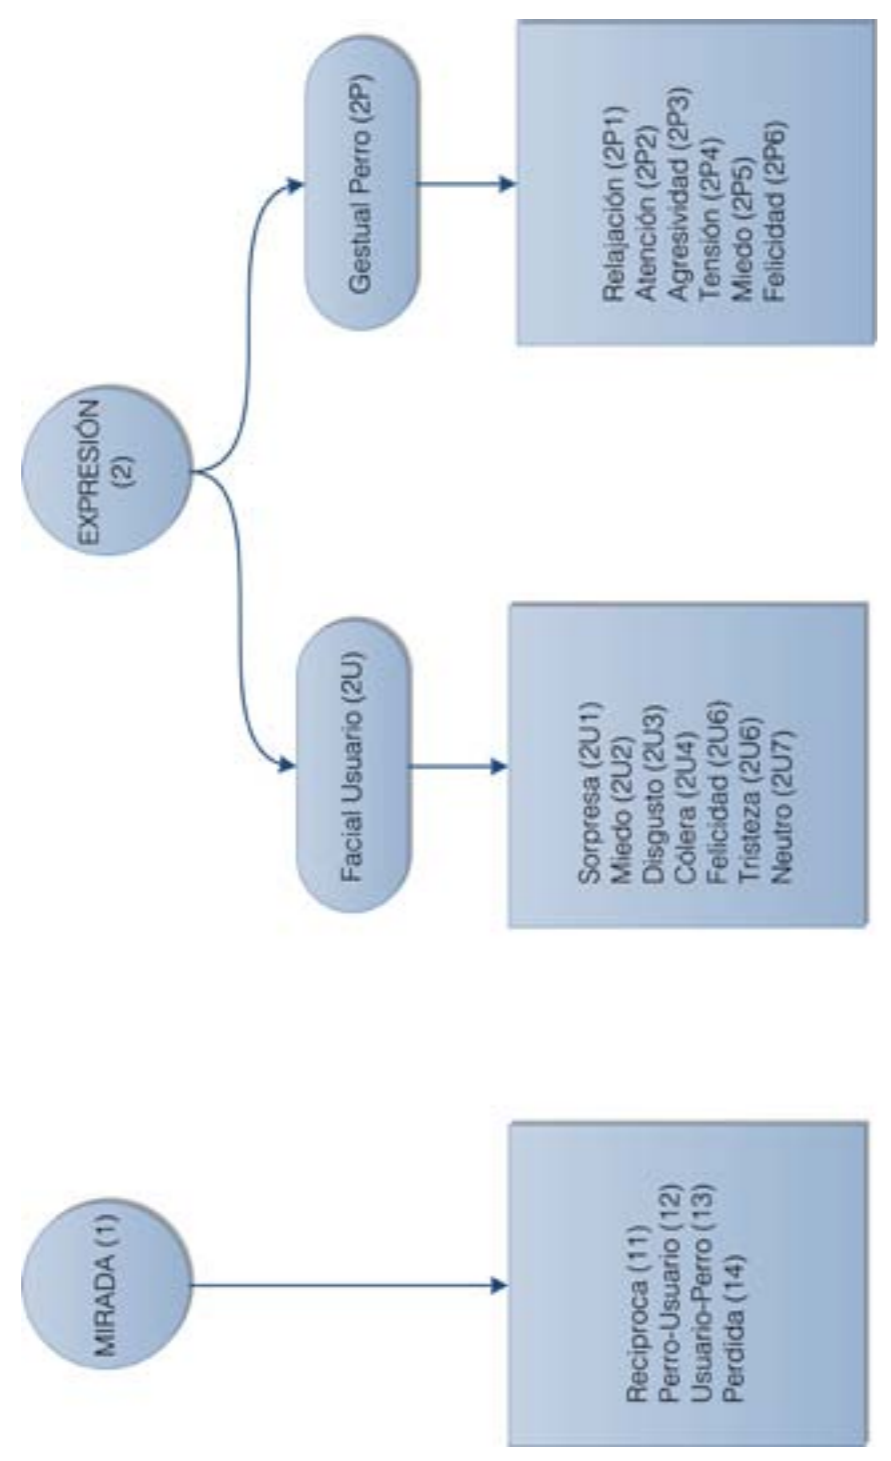 MIRADA (1)
Reciproca (11)
Perro-Usuario (12)
Usuario-Perro (13)
Perdida (14)
EXPRESIÓN
(2)
Facial Usuario (2U)
Sorpresa (2U1)
Miedo (2U2)
Disgusto (2U3)
Cólera (2U4)
Felicidad (2U6)
Tristeza (2U6)
Neutro (2U7)
Gestual Perro (2P)
Relajación (2P1)
Atención (2P2)
Agresividad (2P3)
Tensión (2P4)
Miedo (2P5)
Felicidad (2P6)